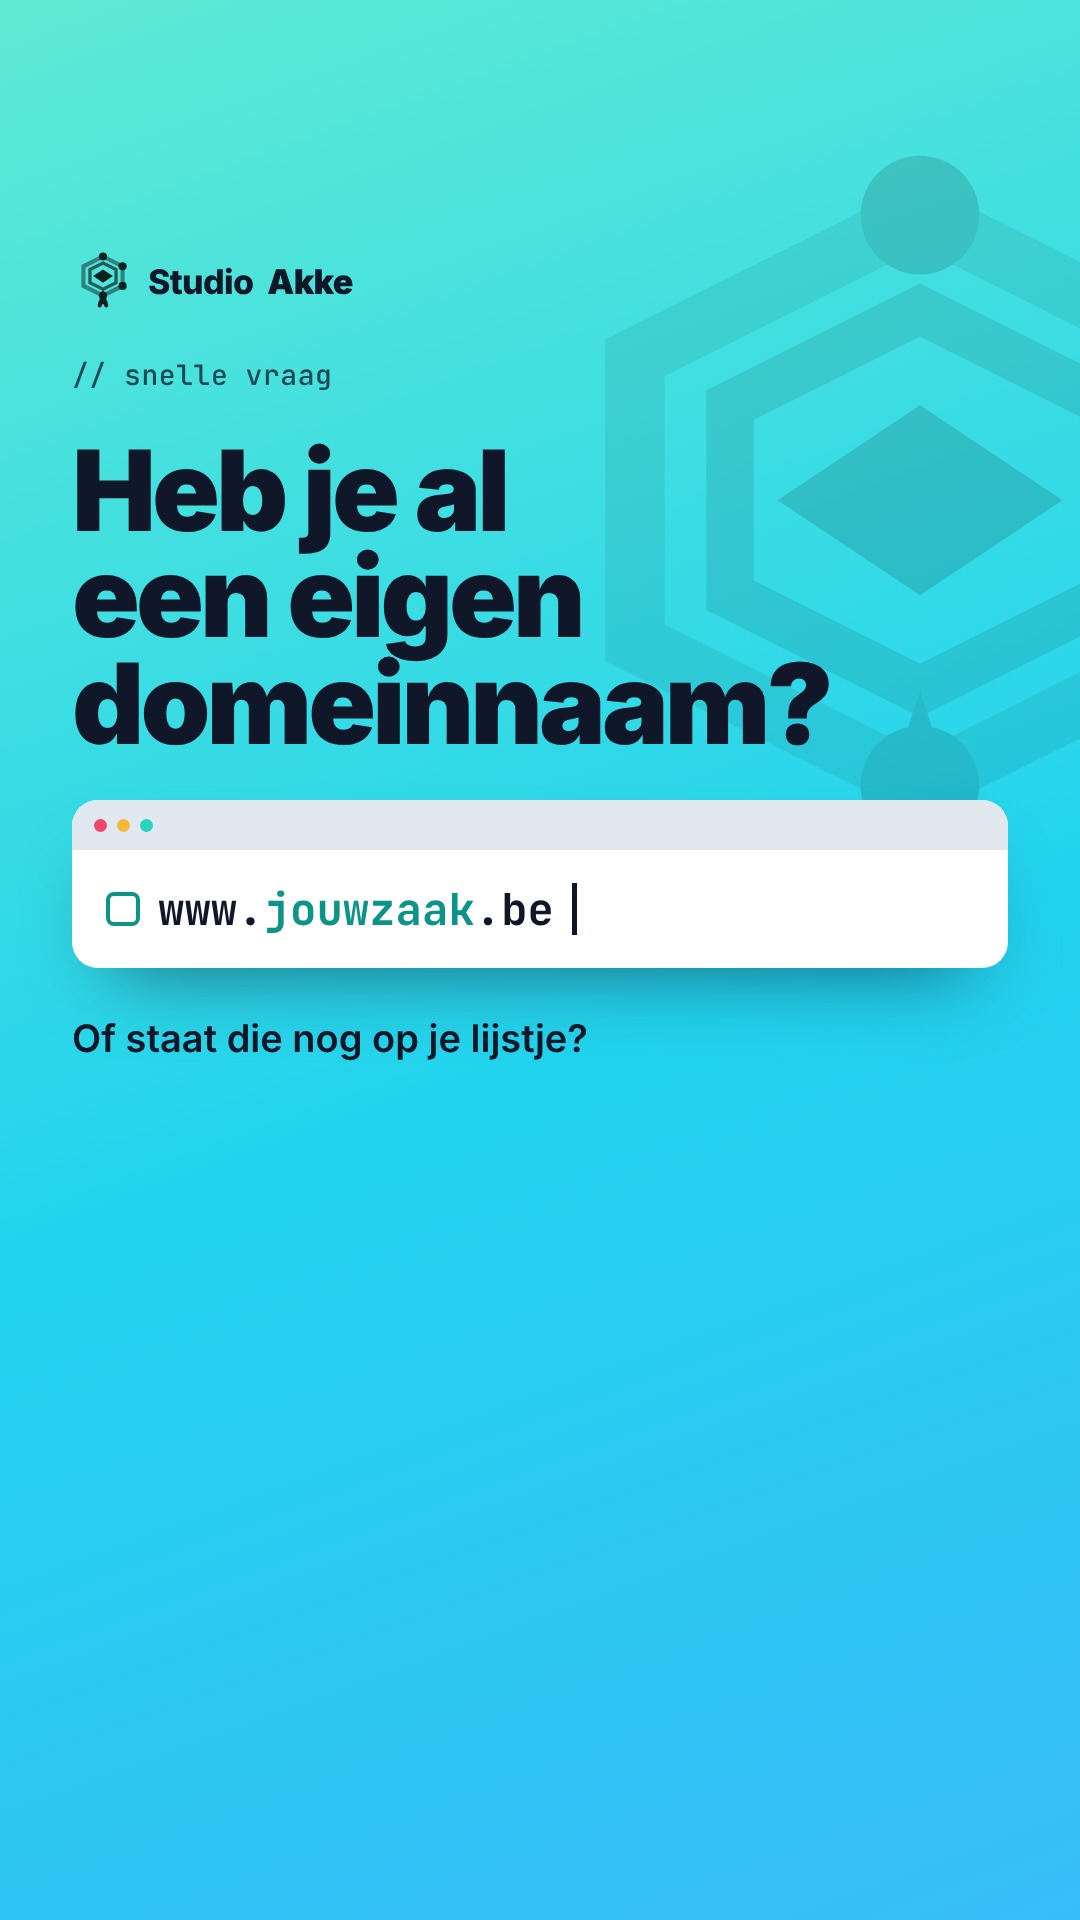 Studio Akke
// snelle vraag
Heb je al
een eigen
domeinnaam?
www.jouwzaak.be
Of staat die nog op je lijstje?